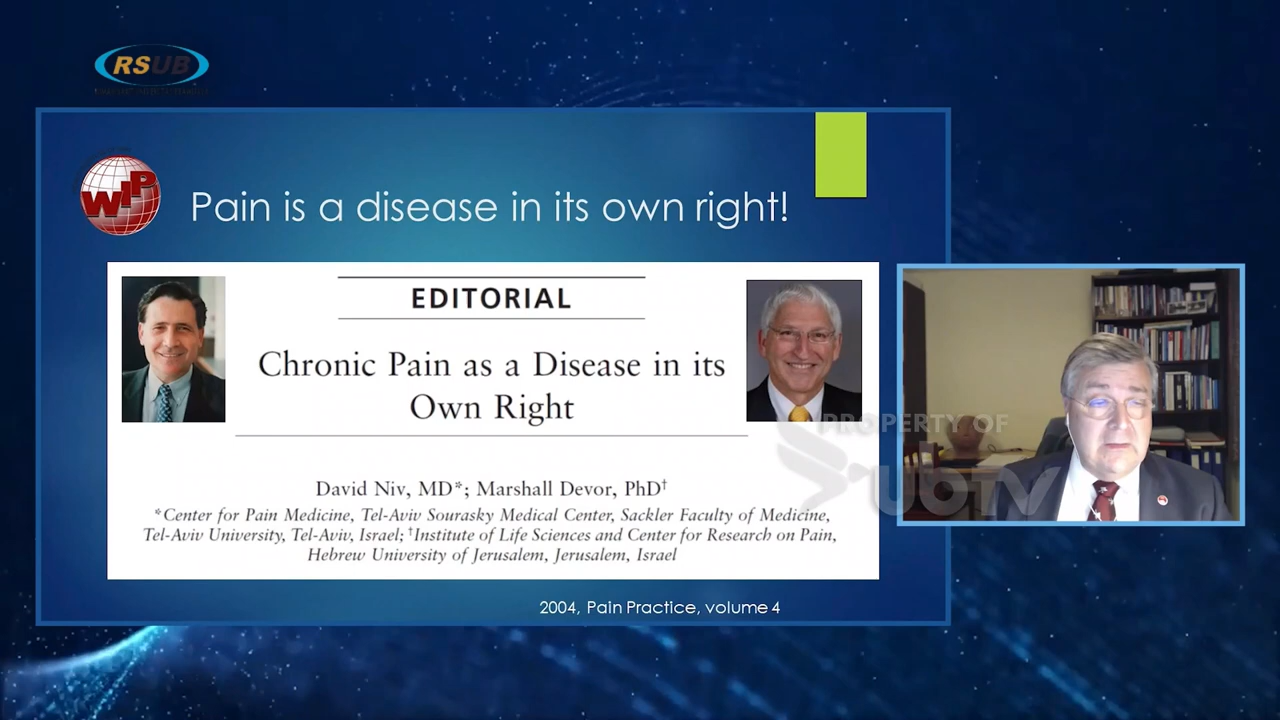 RSUB
WIP
Pain is a disease in its own right!
EDITORIAL
Chronic Pain as a Disease in its
Own Right
David Niv, MD*; Marshall Devor, PhD†
*Center for Pain Medicine, Tel-Aviv Sourasky Medical Center, Sackler Faculty of Medicine,
Tel-Aviv University, Tel-Aviv, Israel; †Institute of Life Sciences and Center for Research on Pain,
Hebrew University of Jerusalem, Jerusalem, Israel
2004, Pain Practice, volume 4
PROPERTY OF
UBTV